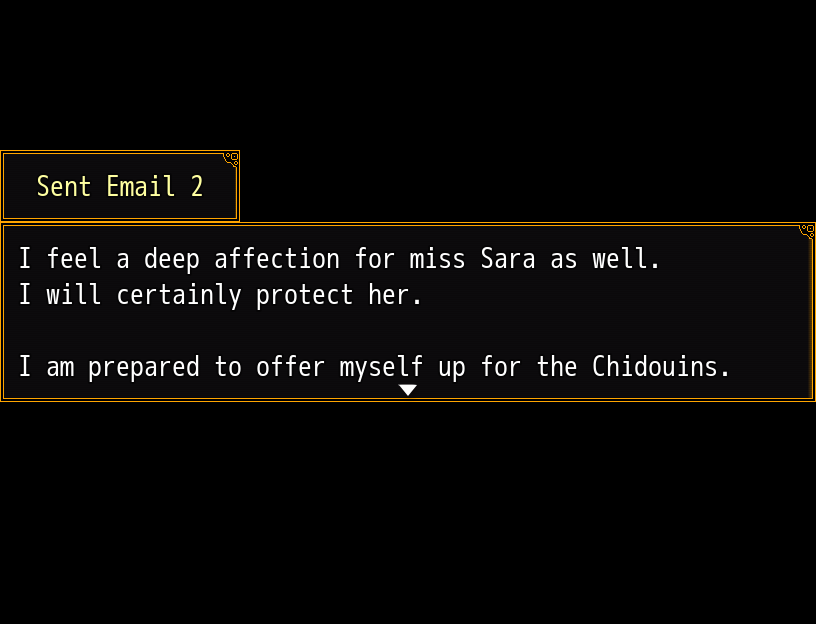 Sent Email 2
I feel a deep affection for miss Sara as well.
I will certainly protect her.
I am prepared to offer myself up for the Chidouins.